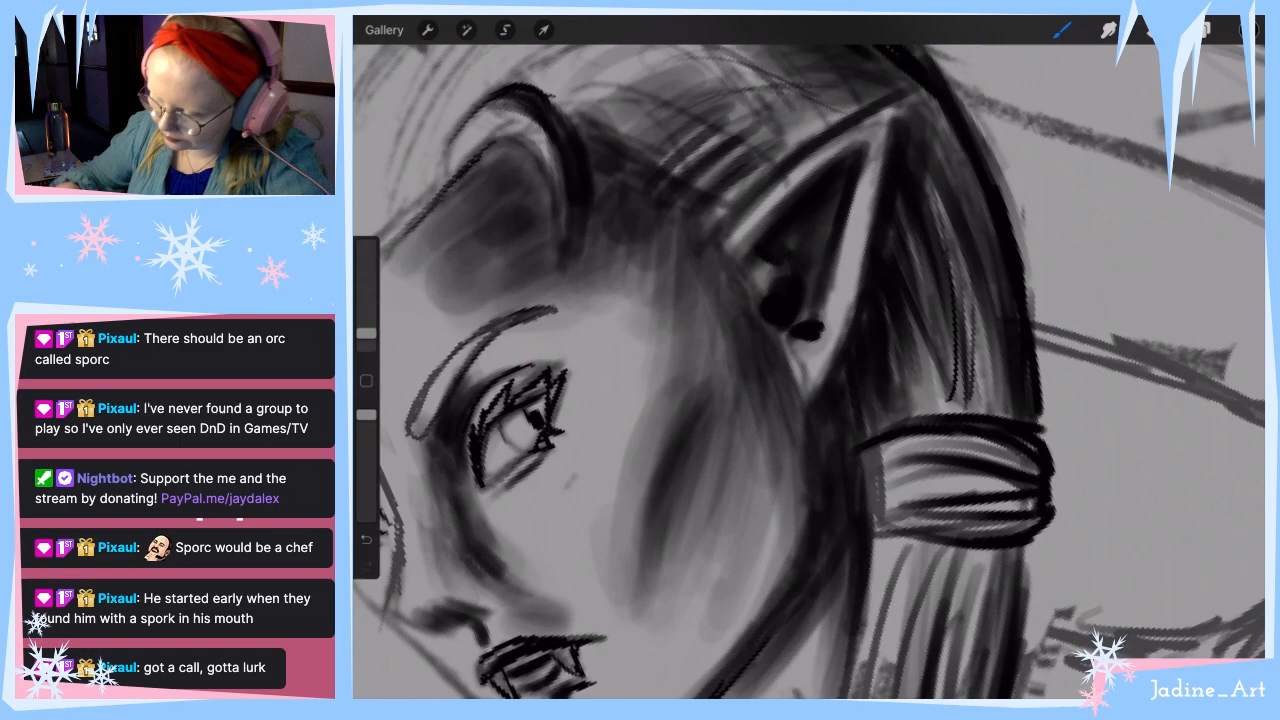 Gallery
Pixaul: There should be an orc
called sporc
Pixaul: I've never found a group to
play so I've only ever seen DnD in Games/TV
Nightbot: Support the me and the
stream by donating! PayPal.me/jaydalex
Pixaul: Sporc would be a chef
Pixaul: He started early when they
found him with a spork in his mouth
Pixaul: got a call, gotta lurk
Jadine_Art